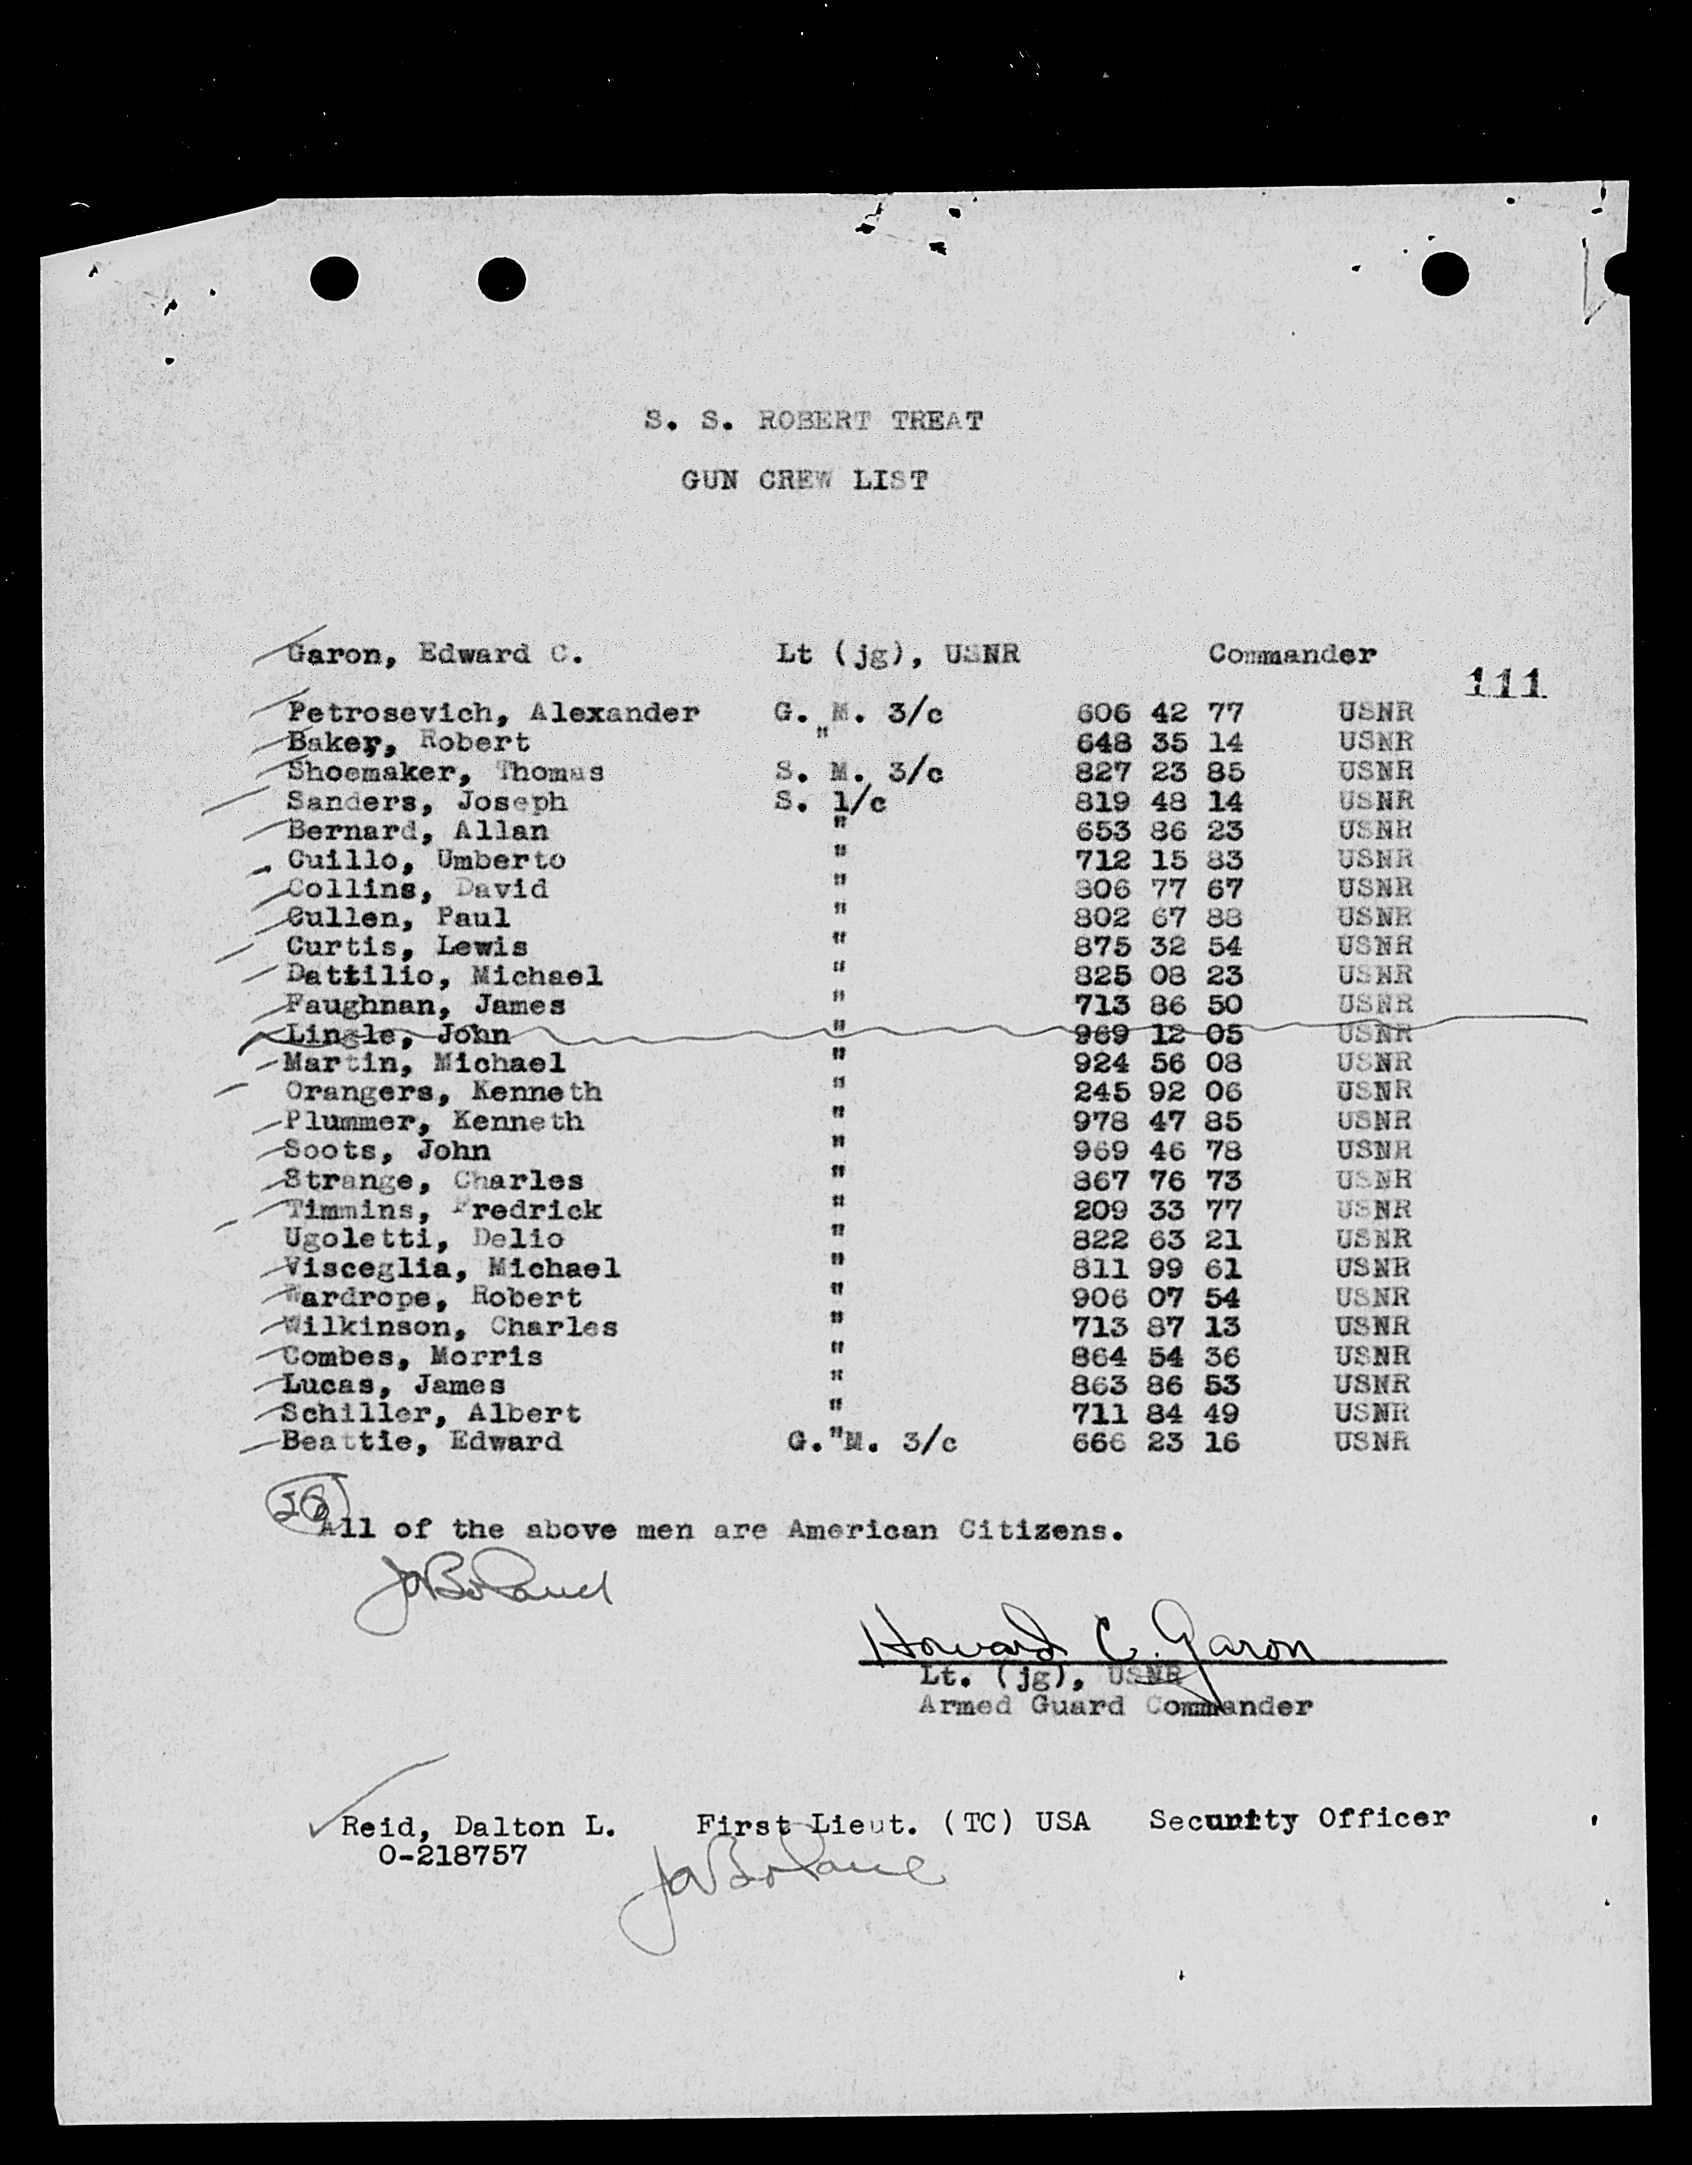 S. S. ROBERT TREAT
GUN CREW LIST
Garon, Edward C. Lt (jg), USNR Commander
111
Petrosevich, Alexander G. M. 3/c 606 42 77 USNR
Baker, Robert " 648 35 14 USNR
Shoemaker, Thomas S. M. 3/c 827 23 85 USNR
Sanders, Joseph S. 1/c 819 48 14 USNR
Bernard, Allan " 653 86 23 USNR
Cuillo, Umberto " 712 15 83 USNR
Collins, David " 806 77 67 USNR
Cullen, Paul " 802 67 88 USNR
Curtis, Lewis " 875 32 54 USNR
Dattilio, Michael " 825 08 23 USNR
Faughnan, James " 713 86 50 USNR
Lingle, John " 969 12 05 USNR
Martin, Michael " 924 56 08 USNR
Orangers, Kenneth " 245 92 06 USNR
Plummer, Kenneth " 978 47 85 USNR
Soots, John " 969 46 78 USNR
Strange, Charles " 867 76 73 USNR
Timmins, Fredrick " 209 33 77 USNR
Ugoletti, Delio " 822 63 21 USNR
Visceglia, Michael " 811 99 61 USNR
Wardrope, Robert " 906 07 54 USNR
Wilkinson, Charles " 713 87 13 USNR
Combes, Morris " 864 54 36 USNR
Lucas, James " 863 86 53 USNR
Schiller, Albert " 711 84 49 USNR
Beattie, Edward G."M. 3/c 666 23 16 USNR
26
All of the above men are American Citizens.
Howard C. Garon
Lt. (jg), USNR
Armed Guard Commander
Reid, Dalton L. First Lieut. (TC) USA Security Officer
O-218757